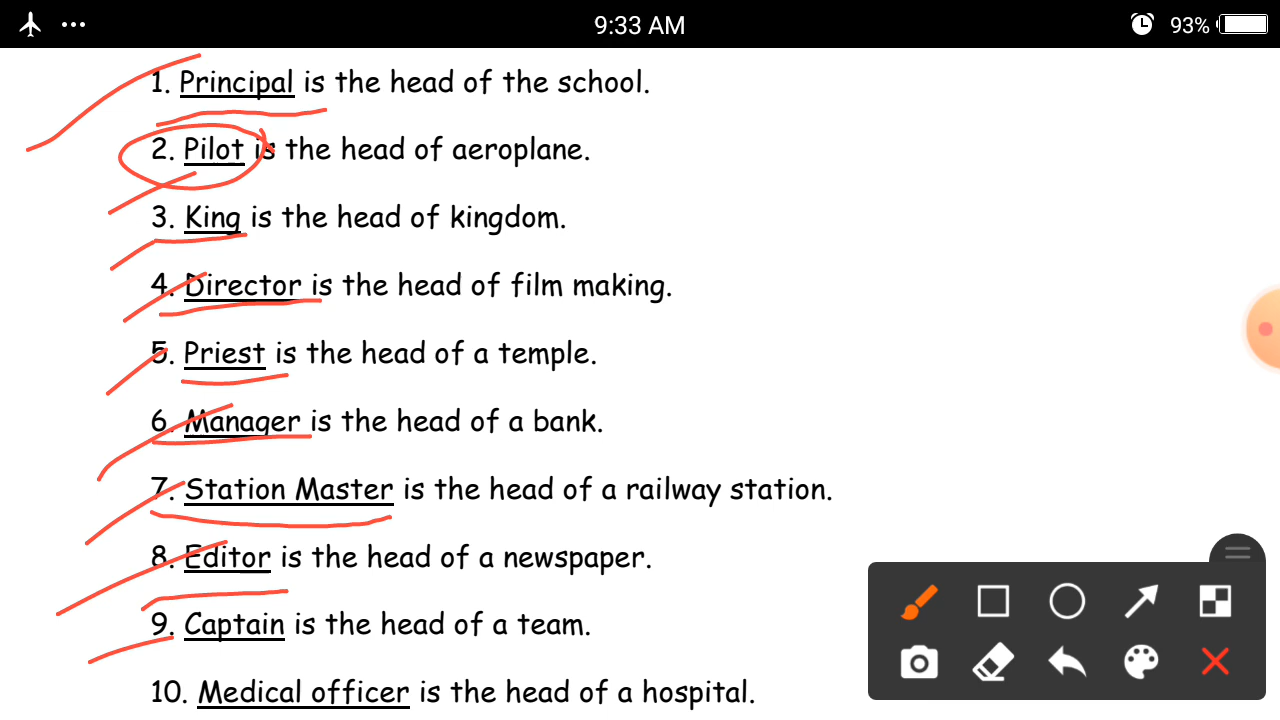 9:33 AM
93%
1. Principal is the head of the school.
2. Pilot is the head of aeroplane.
3. King is the head of kingdom.
4. Director is the head of film making.
5. Priest is the head of a temple.
6. Manager is the head of a bank.
7. Station Master is the head of a railway station.
8. Editor is the head of a newspaper.
9. Captain is the head of a team.
10. Medical officer is the head of a hospital.